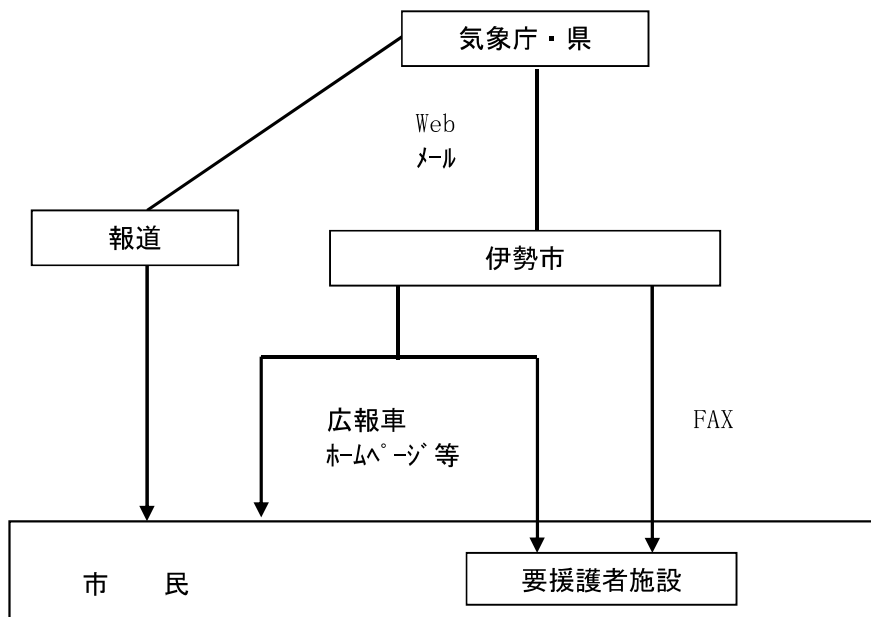 気象庁・県
Web
ﾒｰﾙ
報道
伊勢市
広報車
ﾎｰﾑﾍﾟｰｼﾞ等
FAX
市　　民
要援護者施設